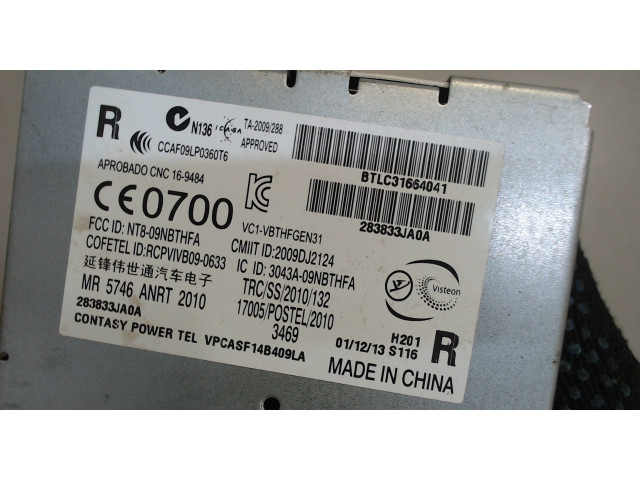 R N136 ICASA TA-2009/288
APPROVED
CCAF09LP0360T6
APROBADO CNC 16-9484
BTLC31664041
CE0700
283833JA0A
VC1-VBTHFGEN31
FCC ID: NT8-09NBTHFA
CMIIT ID: 2009DJ2124
COFETEL ID: RCPVIVB09-0633
IC ID: 3043A-09NBTHFA
延锋伟世通汽车电子
TRC/SS/2010/132
MR 5746 ANRT 2010
17005/POSTEL/2010
283833JA0A
3469
Visteon
CONTASY POWER TEL VPCASF14B409LA
H201
01/12/13 S116
R
MADE IN CHINA